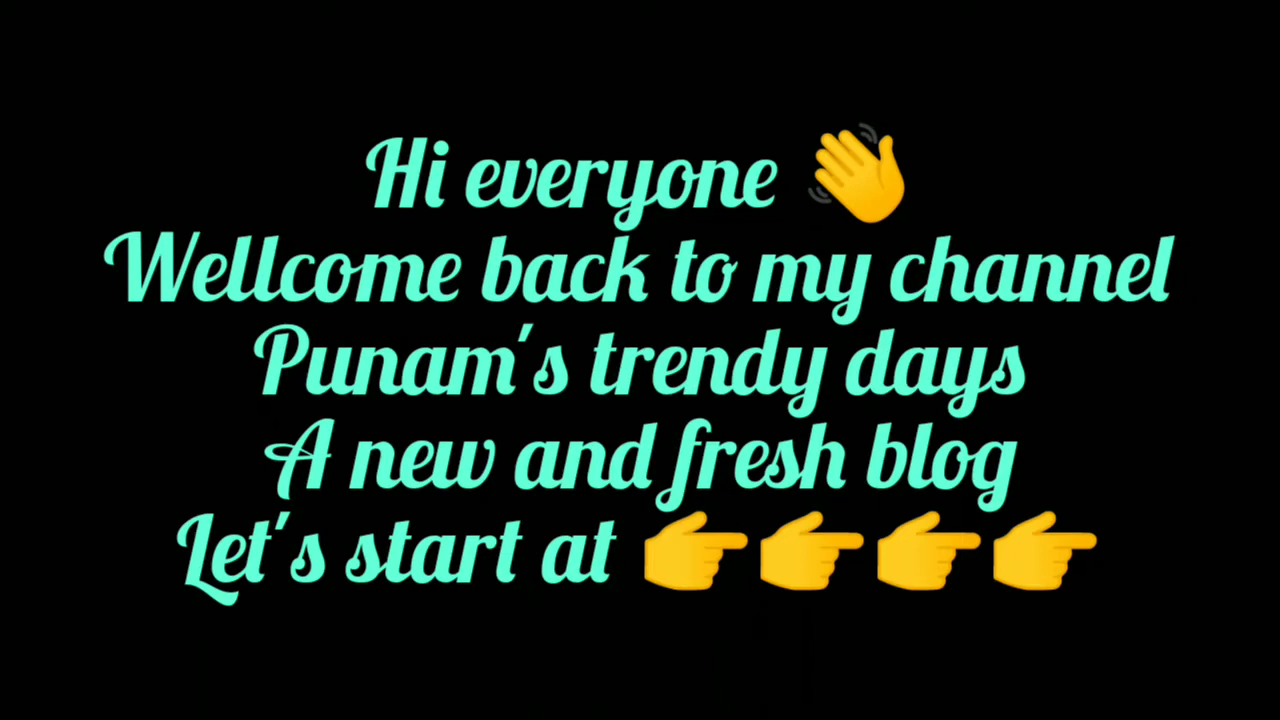 Hi everyone 👋
Wellcome back to my channel
Punam's trendy days
A new and fresh blog
Let's start at 👉👉👉👉